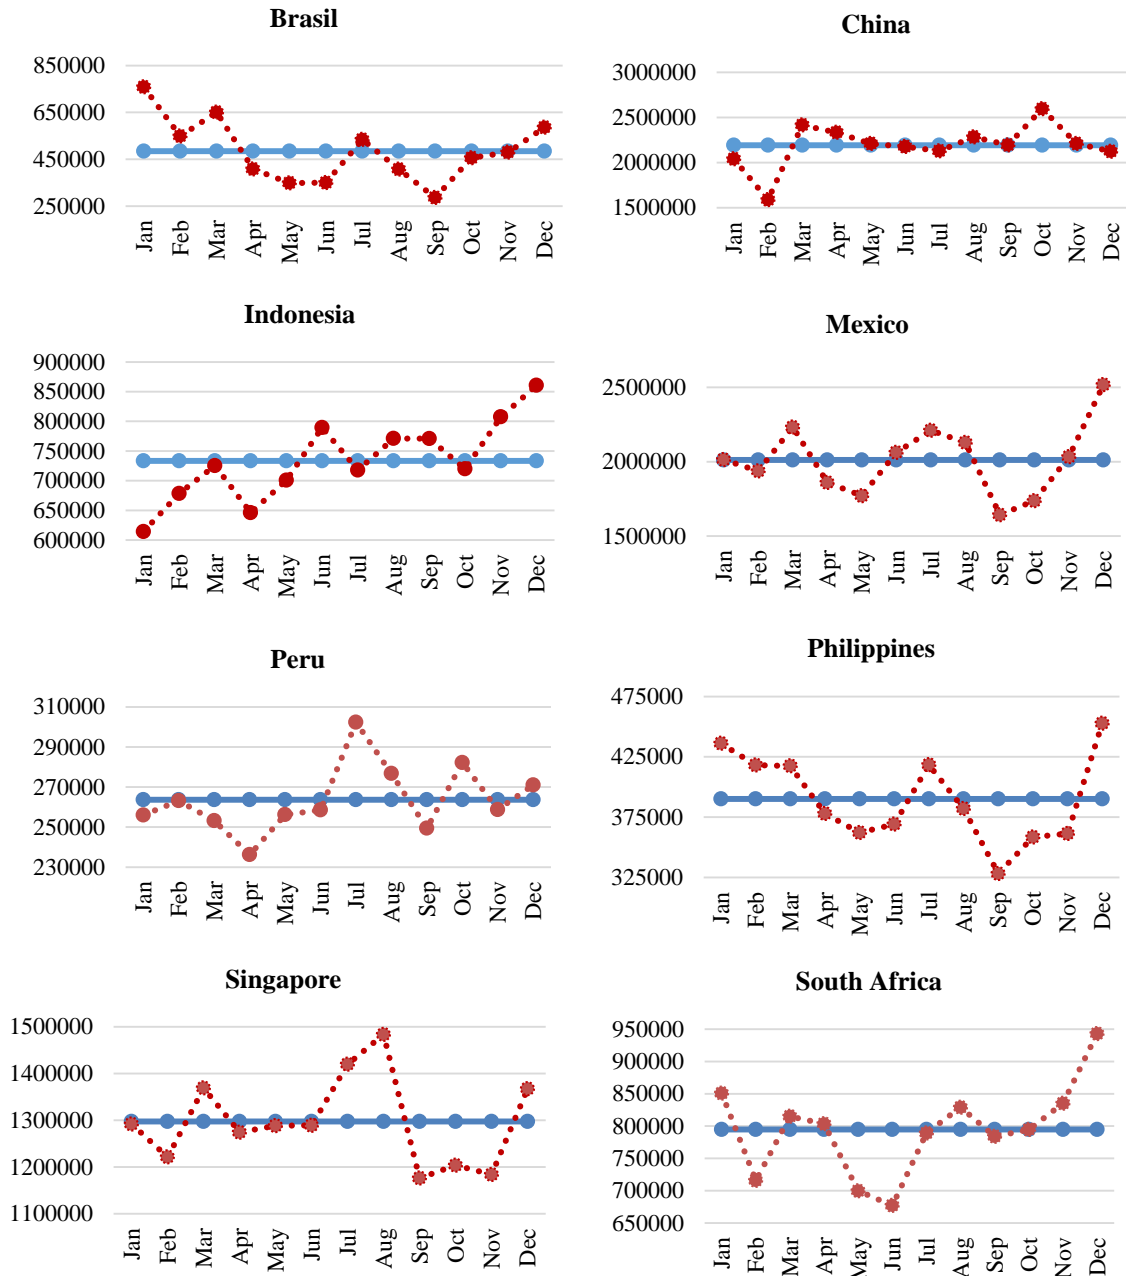 Brasil
850000
650000
450000
250000
Jan Feb Mar Apr May Jun Jul Aug Sep Oct Nov Dec
China
3000000
2500000
2000000
1500000
Jan Feb Mar Apr May Jun Jul Aug Sep Oct Nov Dec
Indonesia
900000
850000
800000
750000
700000
650000
600000
Jan Feb Mar Apr May Jun Jul Aug Sep Oct Nov Dec
Mexico
2500000
2000000
1500000
Jan Feb Mar Apr May Jun Jul Aug Sep Oct Nov Dec
Peru
310000
290000
270000
250000
230000
Jan Feb Mar Apr May Jun Jul Aug Sep Oct Nov Dec
Philippines
475000
425000
375000
325000
Jan Feb Mar Apr May Jun Jul Aug Sep Oct Nov Dec
Singapore
1500000
1400000
1300000
1200000
1100000
Jan Feb Mar Apr May Jun Jul Aug Sep Oct Nov Dec
South Africa
950000
900000
850000
800000
750000
700000
650000
Jan Feb Mar Apr May Jun Jul Aug Sep Oct Nov Dec